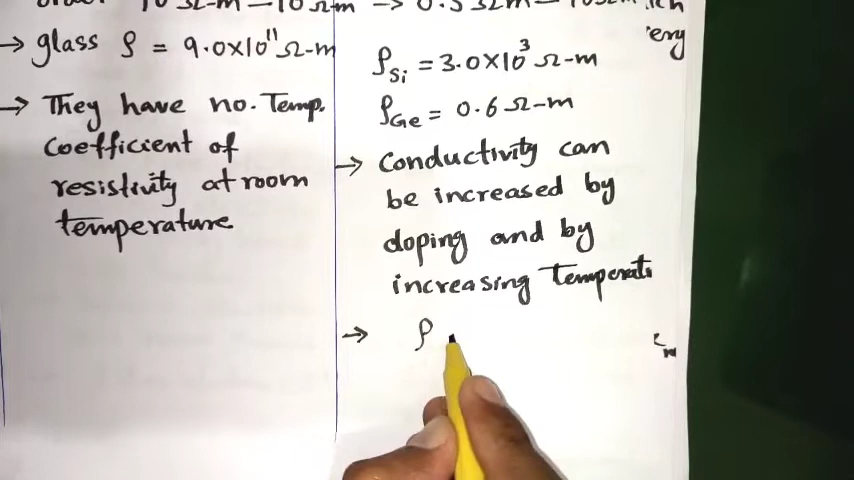 → glass ρ = 9.0×10¹¹ Ω-m
→ They have no. Temp.
coefficient of
resistivity at room
temperature
ρSi = 3.0×10³ Ω-m
ρGe = 0.6 Ω-m
→ Conductivity can
be increased by
doping and by
increasing
→ ρ